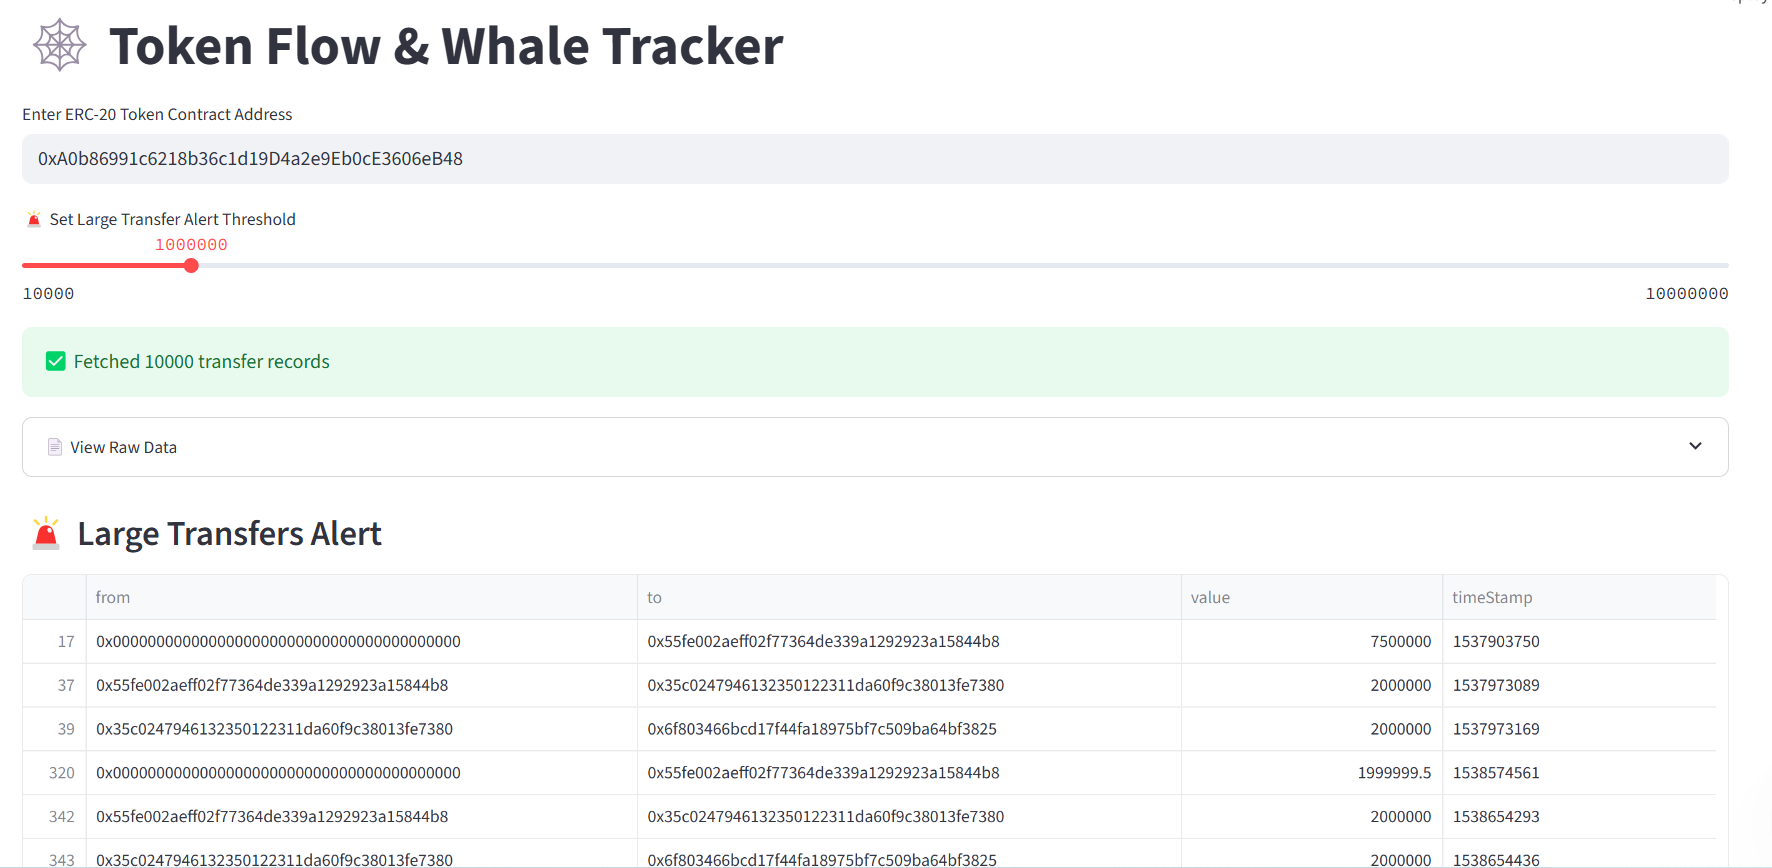 Token Flow & Whale Tracker
Enter ERC-20 Token Contract Address
0xA0b86991c6218b36c1d19D4a2e9Eb0cE3606eB48
Set Large Transfer Alert Threshold
1000000
10000 10000000
Fetched 10000 transfer records
View Raw Data
Large Transfers Alert
from to value timeStamp
17 0x0000000000000000000000000000000000000000 0x55fe002aeff02f77364de339a1292923a15844b8 7500000 1537903750
37 0x55fe002aeff02f77364de339a1292923a15844b8 0x35c0247946132350122311da60f9c38013fe7380 2000000 1537973089
39 0x35c0247946132350122311da60f9c38013fe7380 0x6f803466bcd17f44fa18975bf7c509ba64bf3825 2000000 1537973169
320 0x0000000000000000000000000000000000000000 0x55fe002aeff02f77364de339a1292923a15844b8 1999999.5 1538574561
342 0x55fe002aeff02f77364de339a1292923a15844b8 0x35c0247946132350122311da60f9c38013fe7380 2000000 1538654293
343 0x35c0247946132350122311da60f9c38013fe7380 0x6f803466bcd17f44fa18975bf7c509ba64bf3825 2000000 1538654436